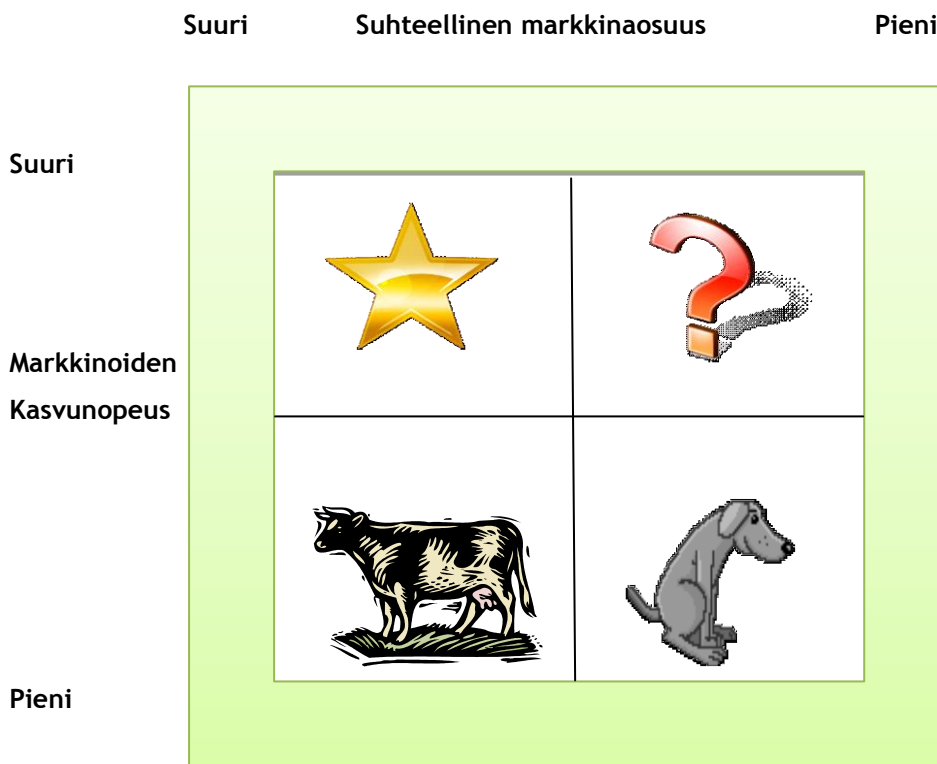 Suuri Suhteellinen markkinaosuus Pieni
Suuri
Markkinoiden
Kasvunopeus
Pieni